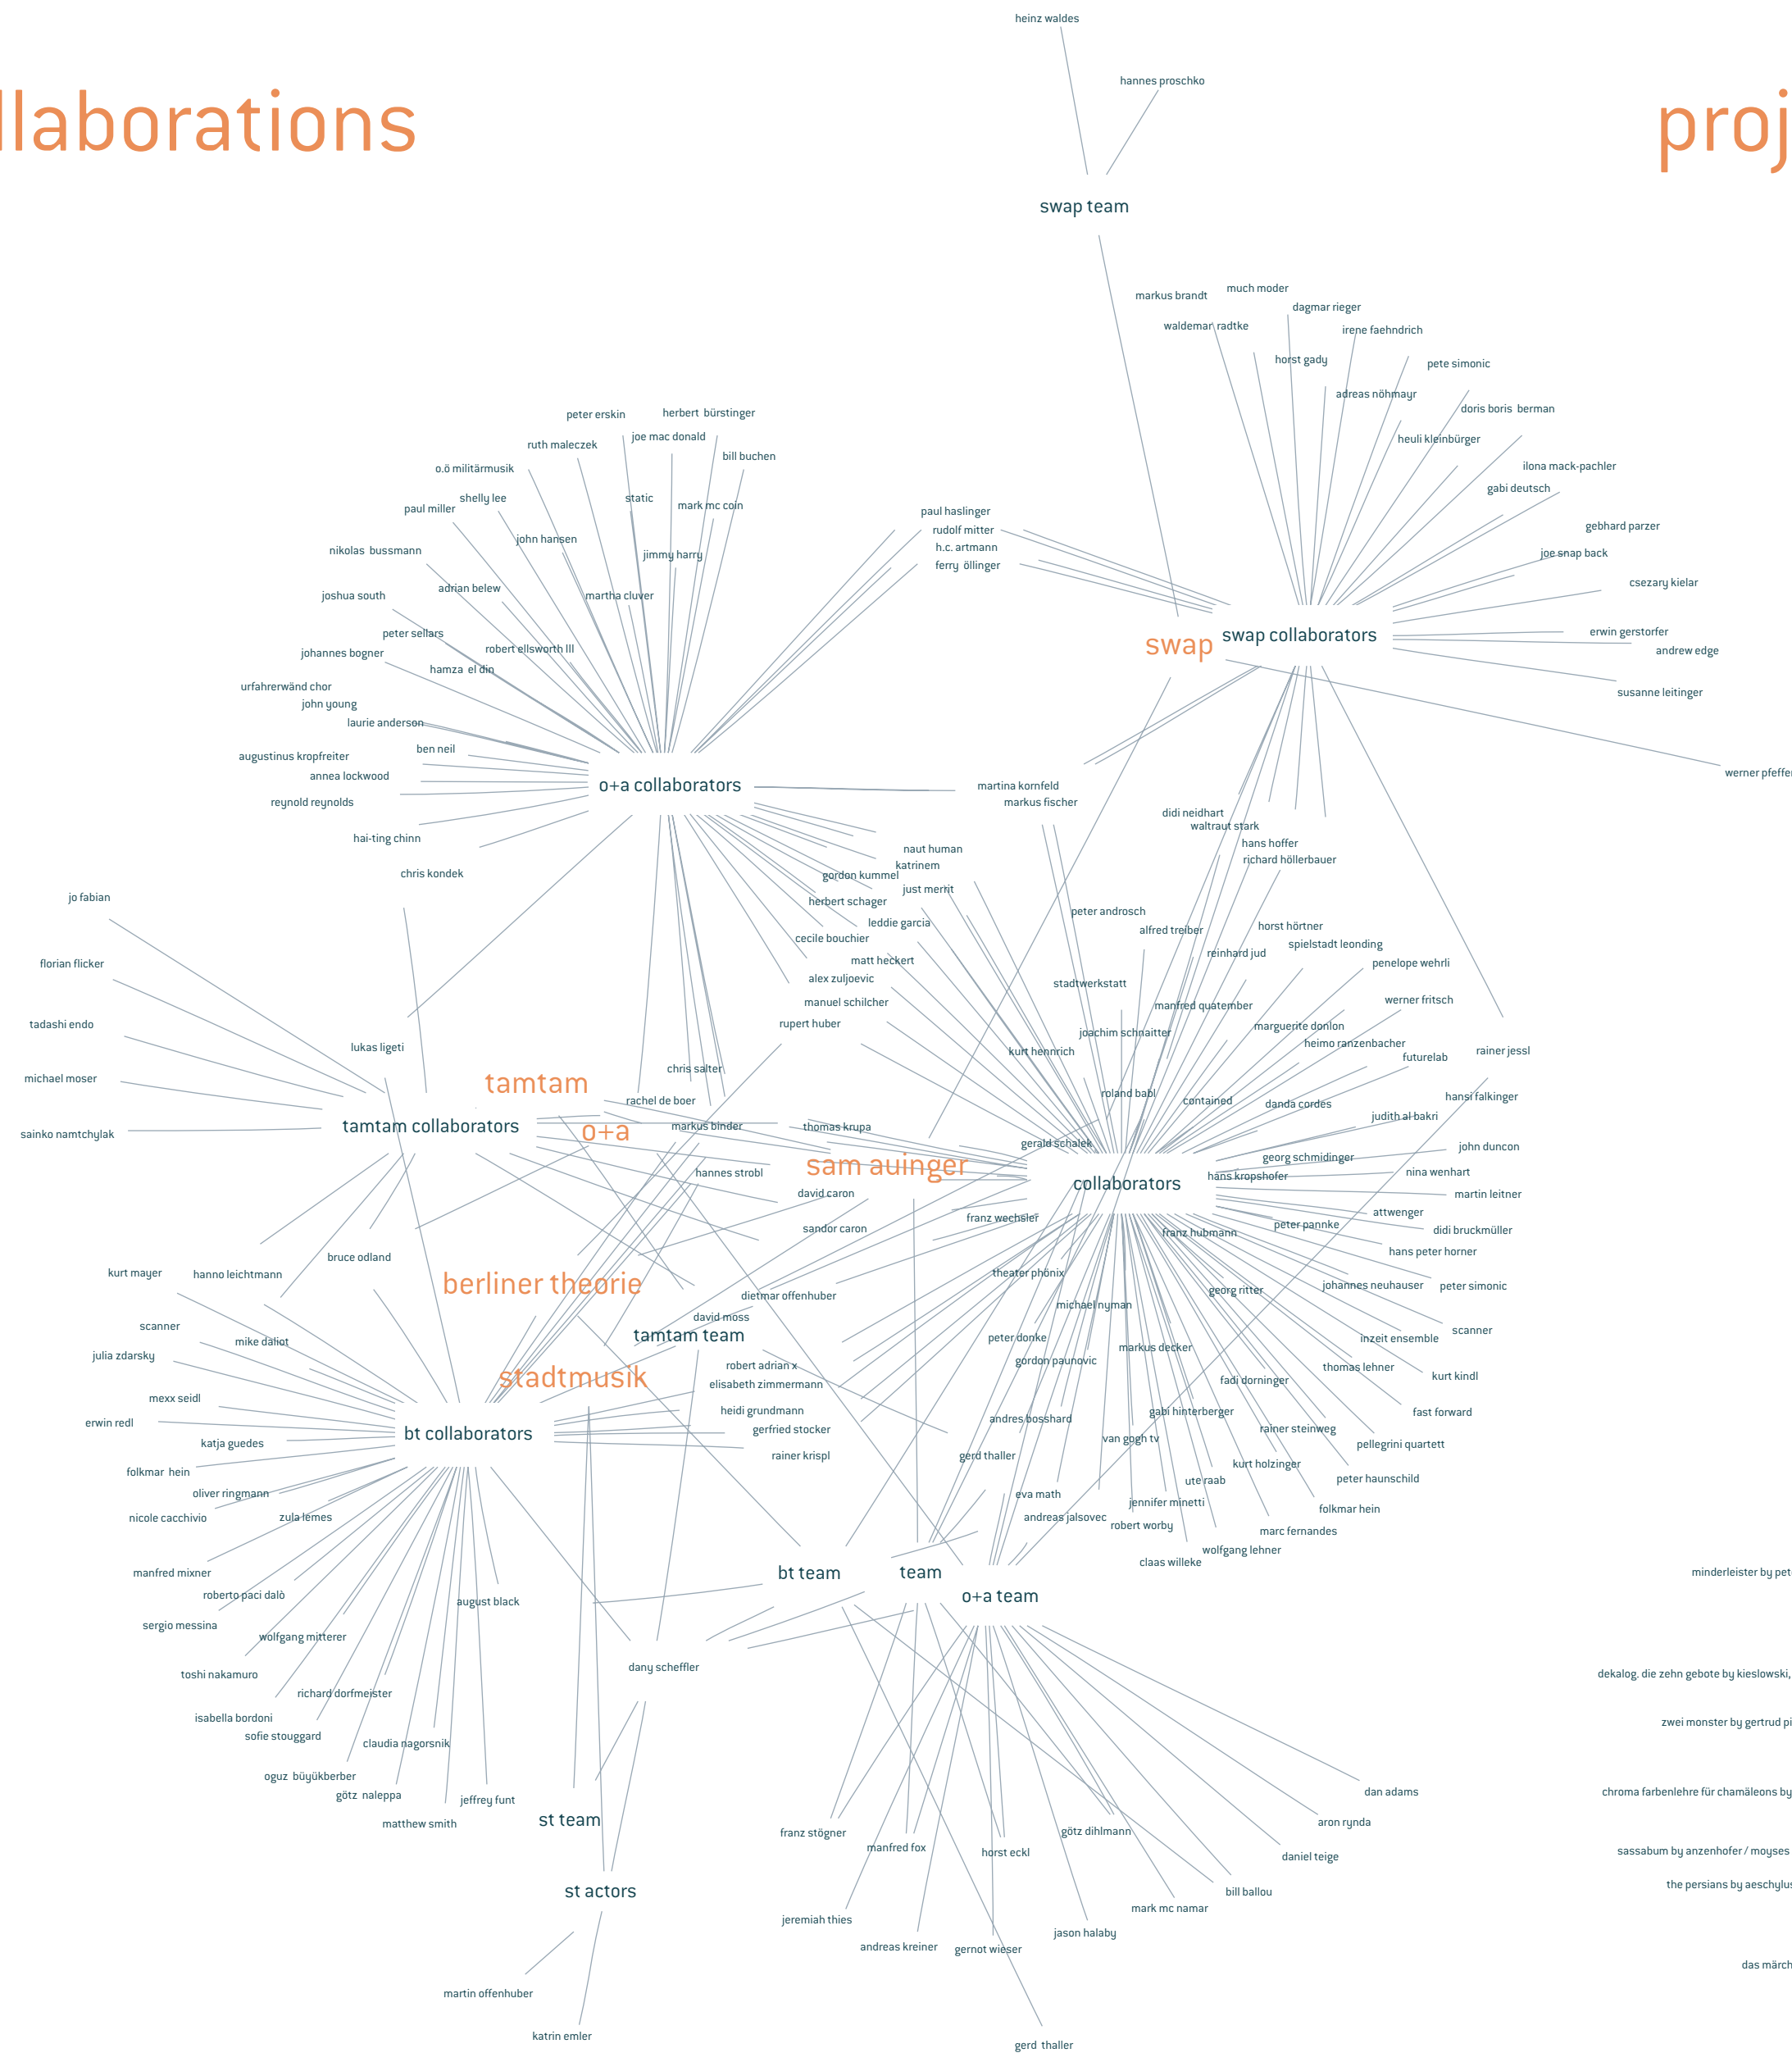 heinz waldes
hannes proschko
llaborations
proj
swap team
much moder
markus brandt
dagmar rieger
waldemar radtke
irene faehndrich
horst gady
pete simonic
adreas nöhmayr
doris boris berman
heuli kleinbürger
ilona mack-pachler
gabi deutsch
gebhard parzer
joe snap back
csezary kielar
erwin gerstorfer
andrew edge
susanne leitinger
swap
swap collaborators
werner pfeffer
peter erskin
herbert bürstinger
joe mac donald
ruth maleczek
bill buchen
o.ö militärmusik
shelly lee
static
mark mc coin
paul miller
john hansen
nikolas bussmann
jimmy harry
adrian belew
martha cluver
joshua south
peter sellars
robert ellsworth lll
johannes bogner
hamza el din
urfahrerwänd chor
john young
laurie anderson
ben neil
augustinus kropfreiter
annea lockwood
reynold reynolds
hai-ting chinn
chris kondek
o+a collaborators
paul haslinger
rudolf mitter
h.c. artmann
ferry öllinger
martina kornfeld
markus fischer
didi neidhart
waltraut stark
hans hoffer
richard höllerbauer
naut human
katrinem
gordon kummel
just merrit
herbert schager
leddie garcia
cecile bouchier
matt heckert
alex zuljoevic
manuel schilcher
rupert huber
peter androsch
alfred treiber
horst hörtner
spielstadt leonding
reinhard jud
penelope wehrli
stadtwerkstatt
manfred quatember
werner fritsch
marguerite donlon
joachim schnaitter
heimo ranzenbacher
kurt hennrich
futurelab
rainer jessl
roland babl
contained
danda cordes
hansi falkinger
judith al bakri
gerald schalek
john duncon
georg schmidinger
nina wenhart
hans kropshofer
martin leitner
collaborators
attwenger
franz wechsler
peter pannke
franz hubmann
didi bruckmüller
hans peter horner
jo fabian
florian flicker
tadashi endo
michael moser
sainko namtchylak
lukas ligeti
tamtam
chris salter
rachel de boer
tamtam collaborators
o+a
markus binder
thomas krupa
sam auinger
hannes strobl
david caron
sandor caron
bruce odland
kurt mayer
hanno leichtmann
berliner theorie
theater phönix
georg ritter
johannes neuhauser
peter simonic
dietmar offenhuber
michael nyman
david moss
scanner
tamtam team
peter donke
inzeit ensemble
scanner
mike daliot
markus decker
julia zdarsky
gordon paunovic
robert adrian x
thomas lehner
kurt kindl
stadtmusik
elisabeth zimmermann
fadi dorninger
mexx seidl
heidi grundmann
andres bosshard
gabi hinterberger
fast forward
erwin redl
gerfried stocker
rainer steinweg
bt collaborators
van gogh tv
katja guedes
pellegrini quartett
rainer krispl
gerd thaller
kurt holzinger
folkmar hein
ute raab
peter haunschild
oliver ringmann
eva math
jennifer minetti
folkmar hein
nicole cacchivio
zula lemes
andreas jalsovec
robert worby
marc fernandes
wolfgang lehner
claas willeke
manfred mixner
bt team
team
minderleister by pet
roberto paci dalò
o+a team
august black
sergio messina
wolfgang mitterer
dany scheffler
toshi nakamuro
dekalog. die zehn gebote by kieslowski,
richard dorfmeister
isabella bordoni
zwei monster by gertrud pi
sofie stouggard
claudia nagorsnik
oguz büyükberber
götz naleppa
jeffrey funt
dan adams
chroma farbenlehre für chamäleons by
matthew smith
st team
aron rynda
franz stögner
götz dihlmann
manfred fox
horst eckl
sassabum by anzenhofer / moyses
daniel teige
st actors
bill ballou
the persians by aeschylus
mark mc namar
jeremiah thies
jason halaby
andreas kreiner
gernot wieser
das märch
martin offenhuber
katrin emler
gerd thaller